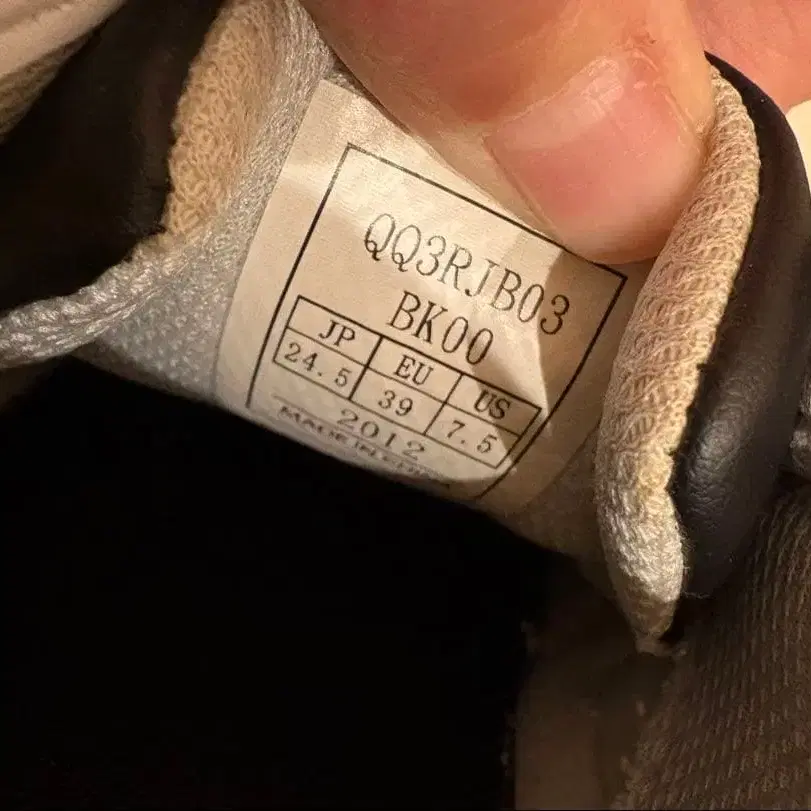 QQ3RJB03
BK00
JP EU US
24.5 39 7.5
2012
MADE IN CHINA